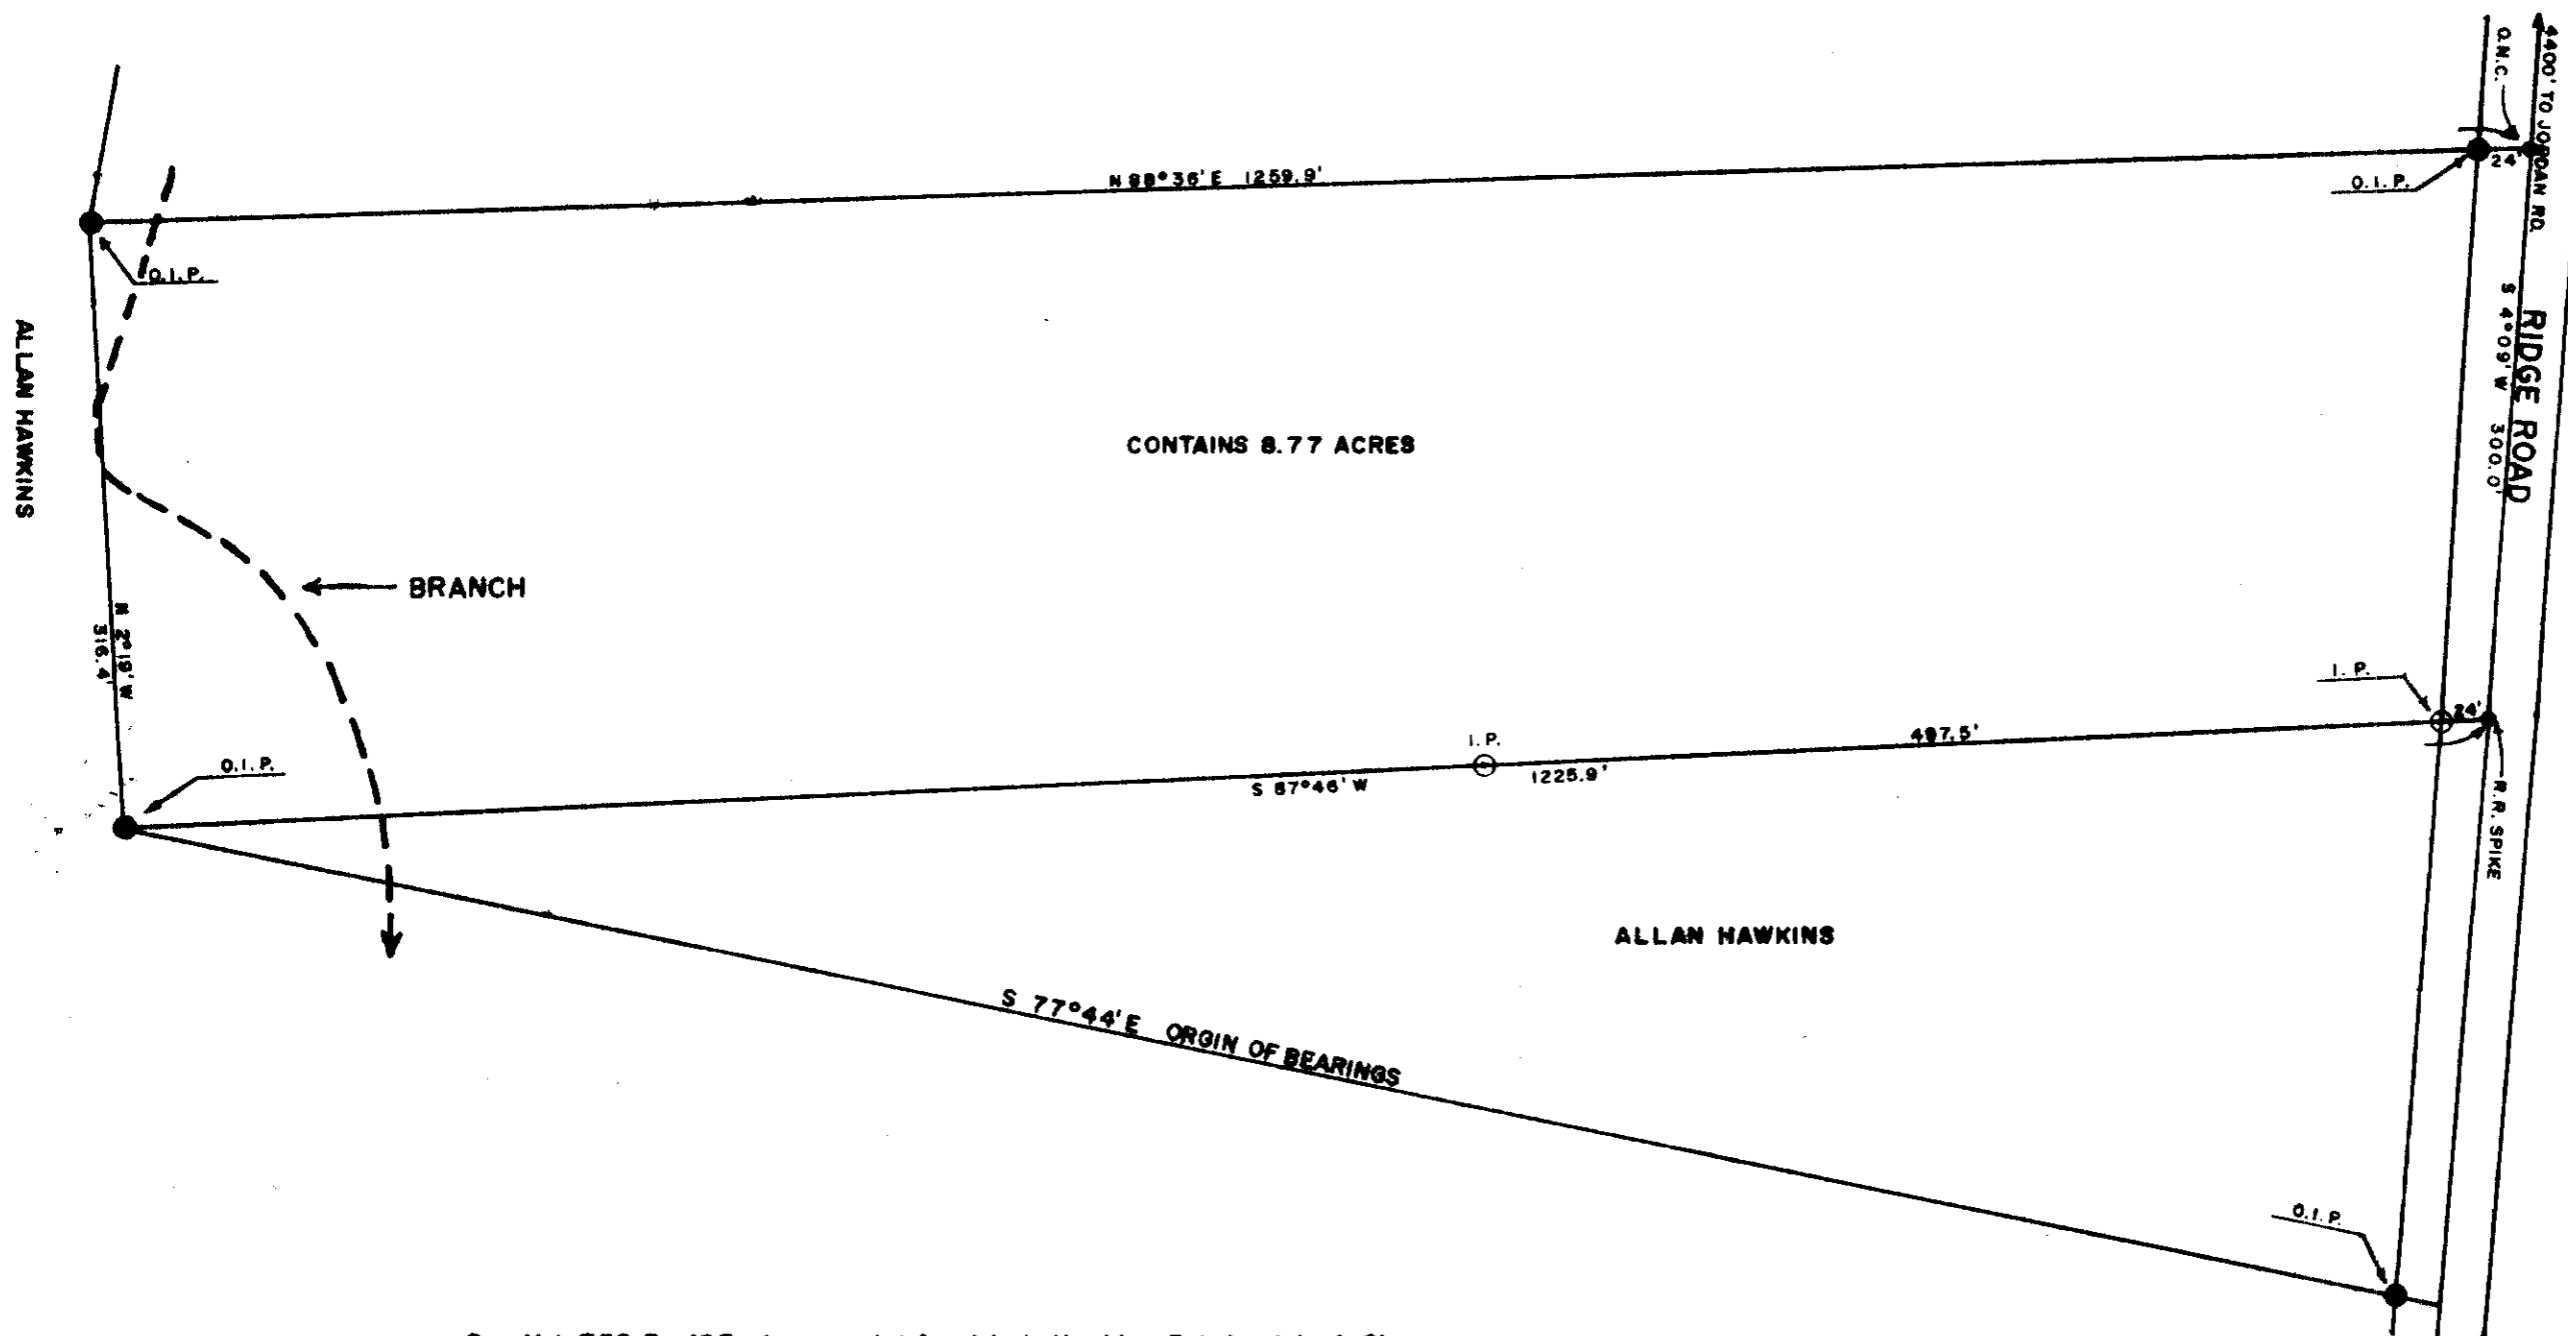 O.N.C.
4400' TO JORDAN RD.
N 88°36' E 1259.9'
24'
O.I.P.
O.I.P.
S 4°09' W 300.0'
RIDGE ROAD
ALLAN HAWKINS
CONTAINS 8.77 ACRES
BRANCH
N 2°19' W
316.4'
I. P.
24'
497.5'
I. P.
O.I.P.
S 87°46' W
1225.9'
R.R. SPIKE
ALLAN HAWKINS
S 77°44' E ORGIN OF BEARINGS
O.I.P.